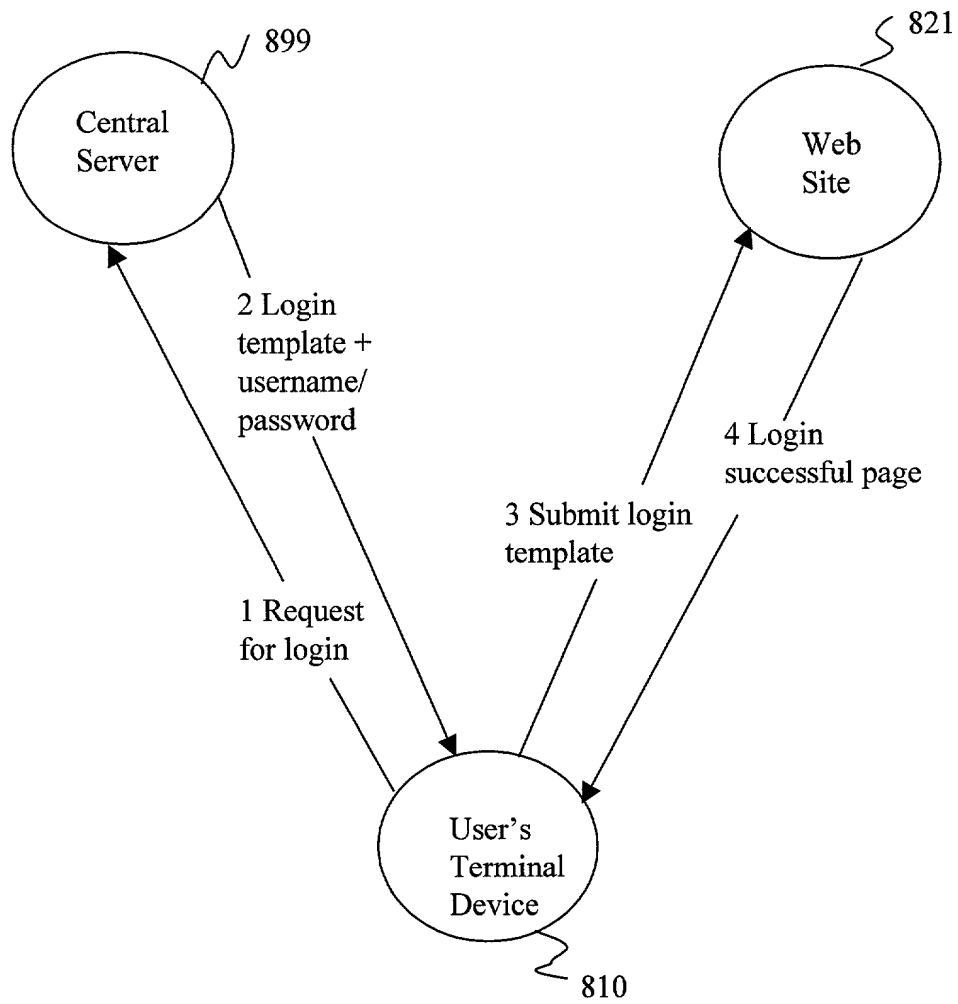 899
821
Central
Server
Web
Site
2 Login
template +
username/
password
4 Login
successful page
3 Submit login
template
1 Request
for login
User's
Terminal
Device
810